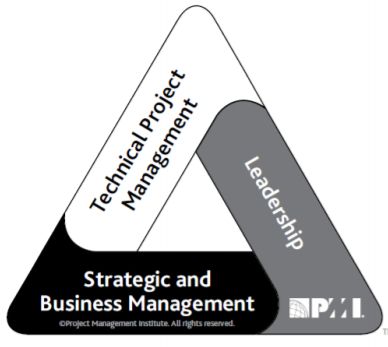 Technical Project
Management
Leadership
Strategic and
Business Management
©Project Management Institute. All rights reserved.
PMI.
T